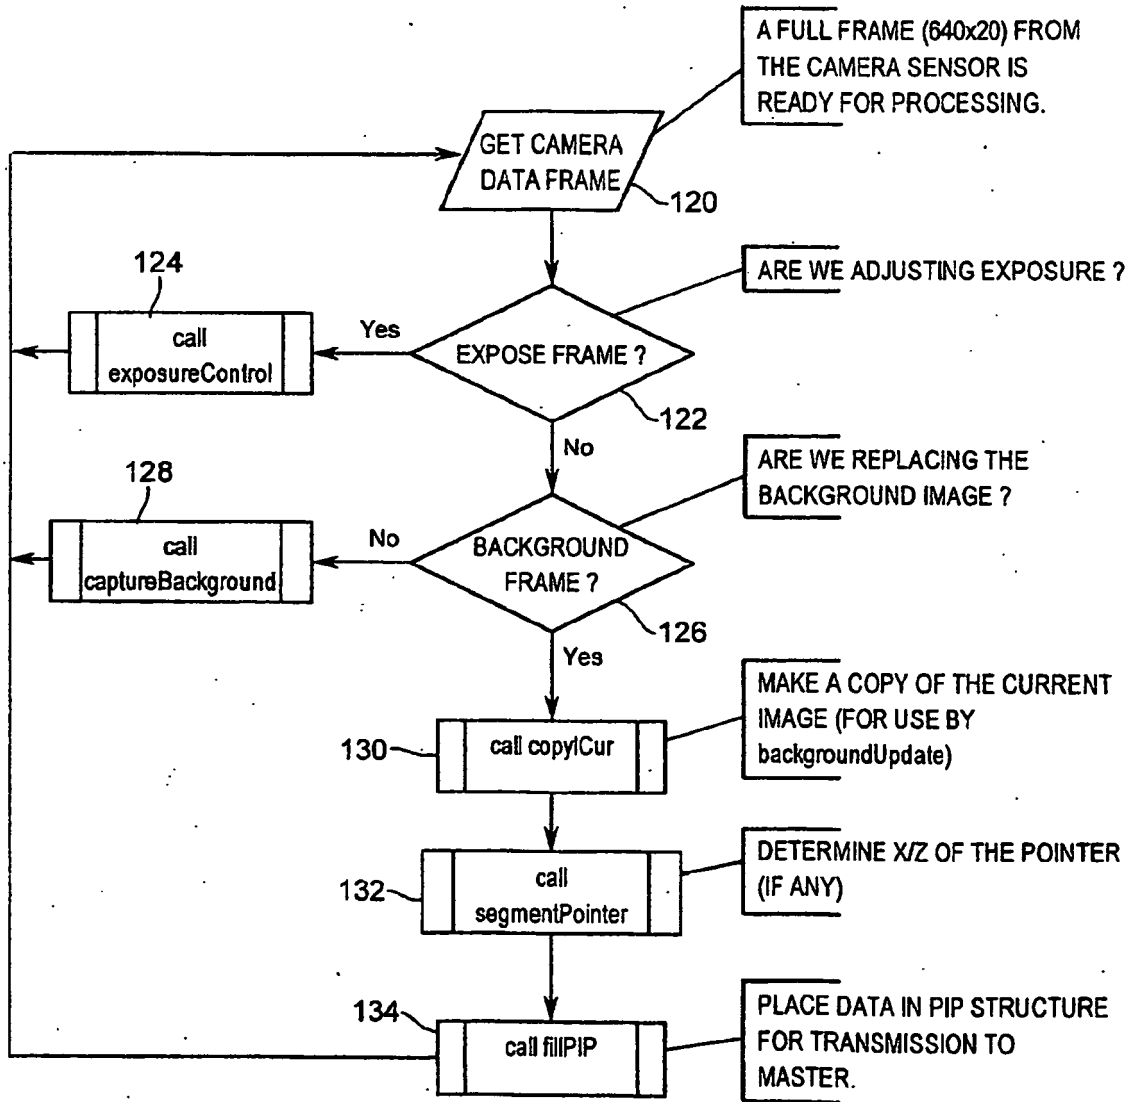 A FULL FRAME (640x20) FROM
THE CAMERA SENSOR IS
READY FOR PROCESSING.
GET CAMERA
DATA FRAME
120
ARE WE ADJUSTING EXPOSURE ?
124
call
exposureControl
Yes
EXPOSE FRAME ?
122
No
ARE WE REPLACING THE
BACKGROUND IMAGE ?
128
call
captureBackground
No
BACKGROUND
FRAME ?
126
Yes
MAKE A COPY OF THE CURRENT
IMAGE (FOR USE BY
backgroundUpdate)
130
call copyICur
DETERMINE X/Z OF THE POINTER
(IF ANY)
132
call
segmentPointer
PLACE DATA IN PIP STRUCTURE
FOR TRANSMISSION TO
MASTER.
134
call fillPIP